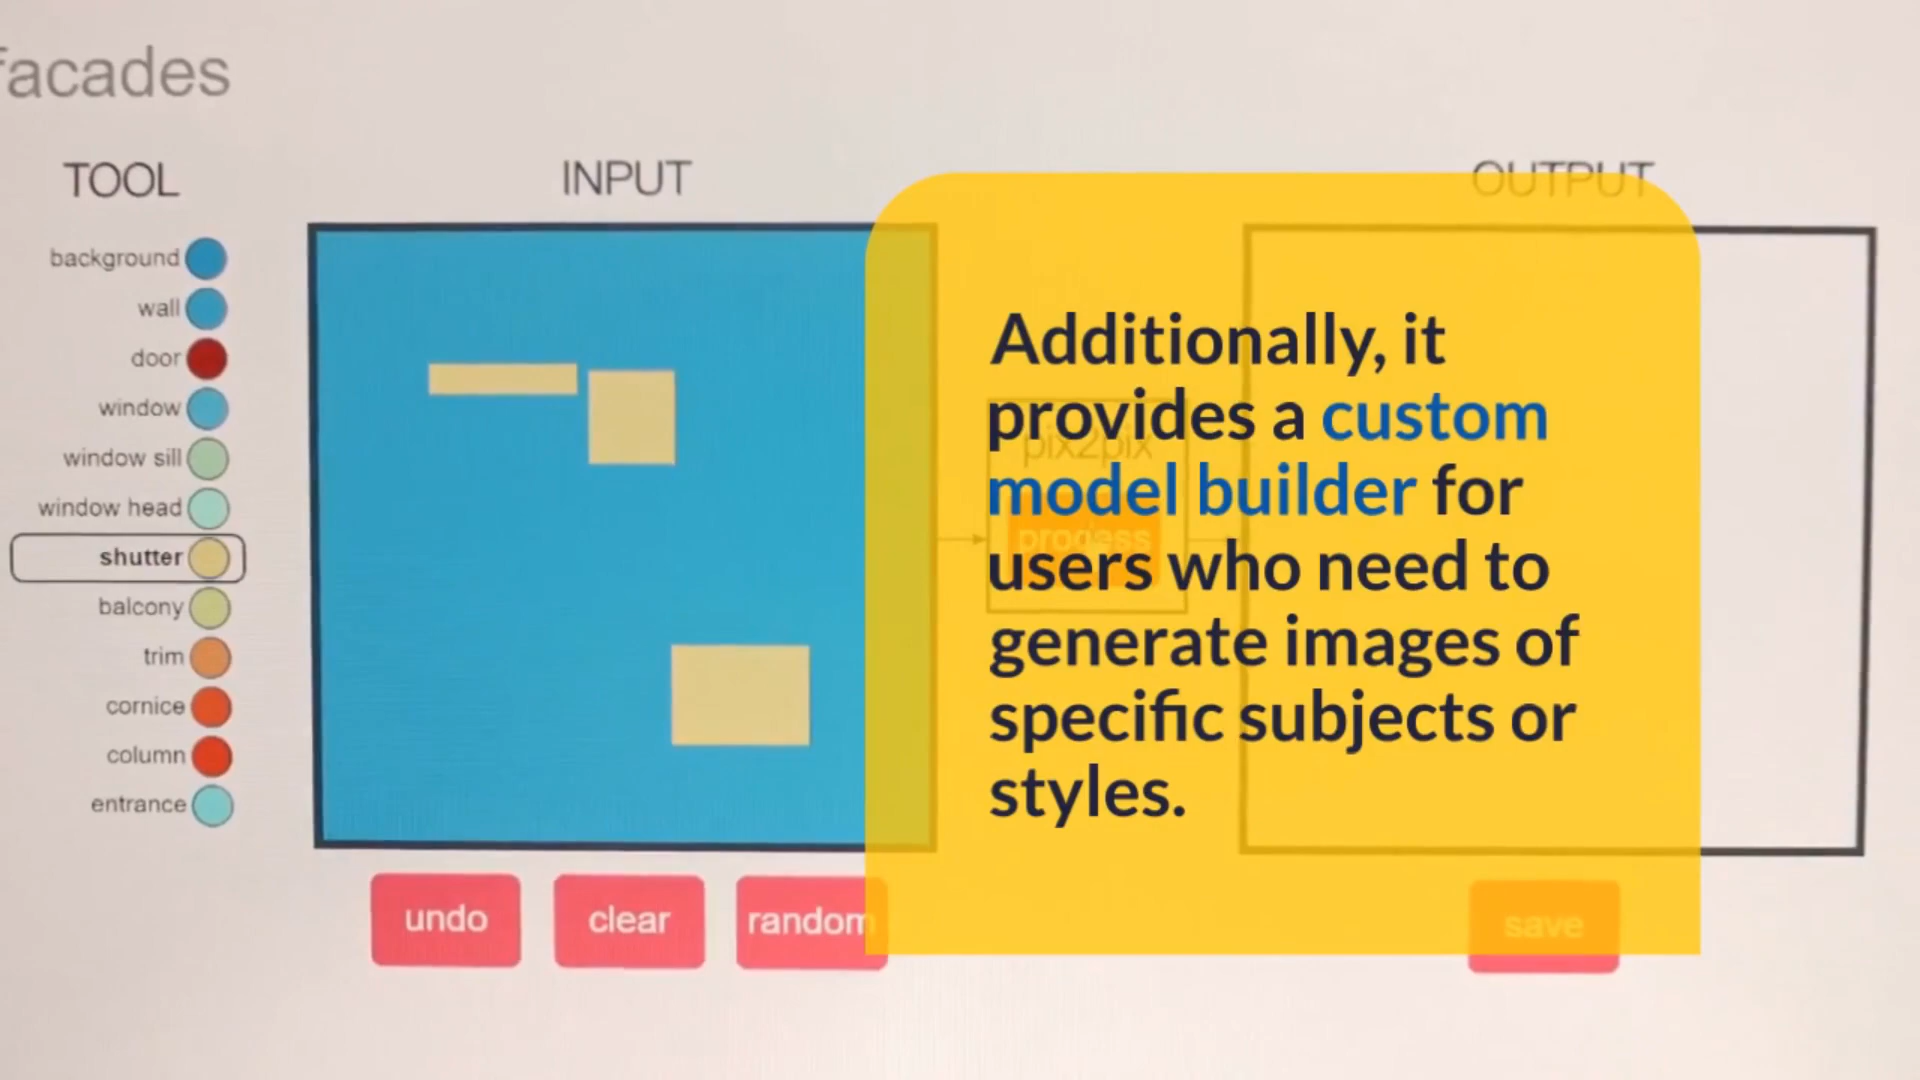 facades
TOOL
INPUT
OUTPUT
background
wall
door
window
window sill
window head
shutter
balcony
trim
cornice
column
entrance
pix2pix
process
undo
clear
random
save
Additionally, it
provides a custom
model builder for
users who need to
generate images of
specific subjects or
styles.